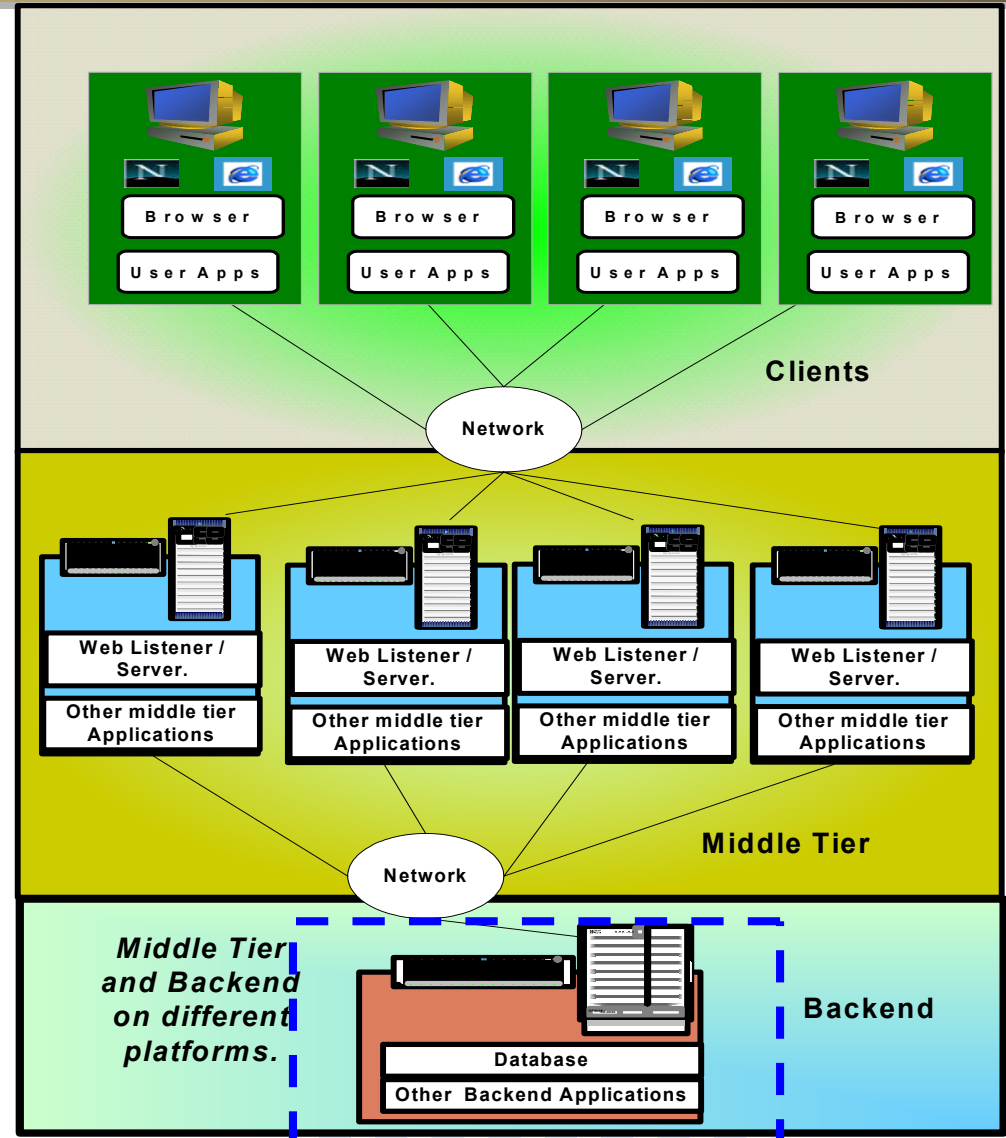 N
N
N
N
Browser
Browser
Browser
Browser
User Apps
User Apps
User Apps
User Apps
Clients
Network
Web Listener /
Server.
Web Listener /
Server.
Web Listener /
Server.
Web Listener /
Server.
Other middle tier
Applications
Other middle tier
Applications
Other middle tier
Applications
Other middle tier
Applications
Middle Tier
Network
Middle Tier
and Backend
on different
platforms.
Backend
Database
Other Backend Applications